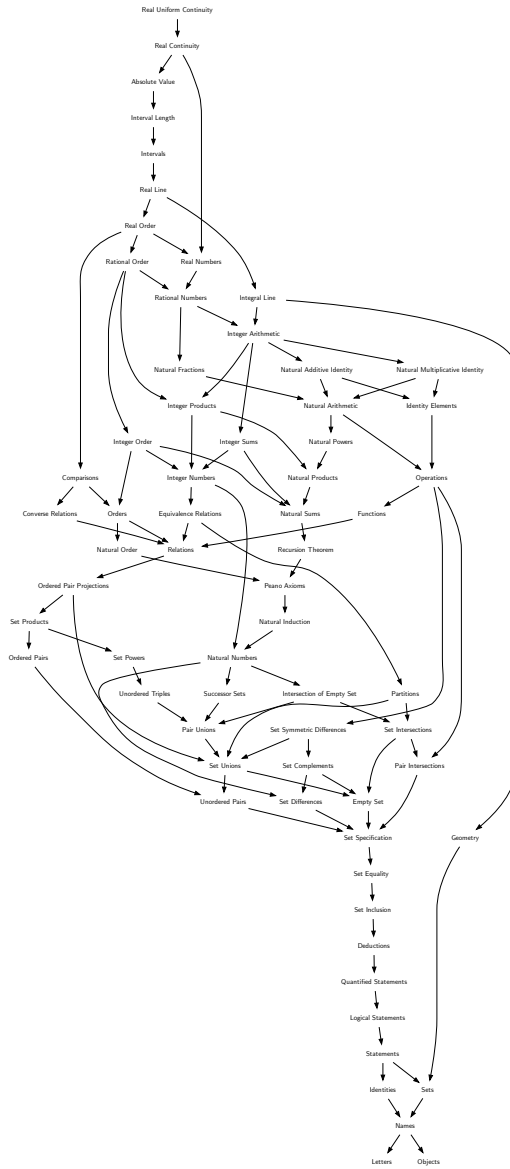 Real Uniform Continuity
Real Continuity
Absolute Value
Interval Length
Intervals
Real Line
Real Order
Rational Order
Real Numbers
Rational Numbers
Integral Line
Integer Arithmetic
Natural Fractions
Natural Additive Identity
Natural Multiplicative Identity
Integer Products
Natural Arithmetic
Identity Elements
Integer Order
Integer Sums
Natural Powers
Comparisons
Integer Numbers
Natural Products
Operations
Converse Relations
Orders
Equivalence Relations
Natural Sums
Functions
Natural Order
Relations
Recursion Theorem
Ordered Pair Projections
Peano Axioms
Set Products
Natural Induction
Ordered Pairs
Set Powers
Natural Numbers
Unordered Triples
Successor Sets
Intersection of Empty Set
Partitions
Pair Unions
Set Symmetric Differences
Set Intersections
Set Unions
Set Complements
Pair Intersections
Unordered Pairs
Set Differences
Empty Set
Set Specification
Geometry
Set Equality
Set Inclusion
Deductions
Quantified Statements
Logical Statements
Statements
Identities
Sets
Names
Letters
Objects